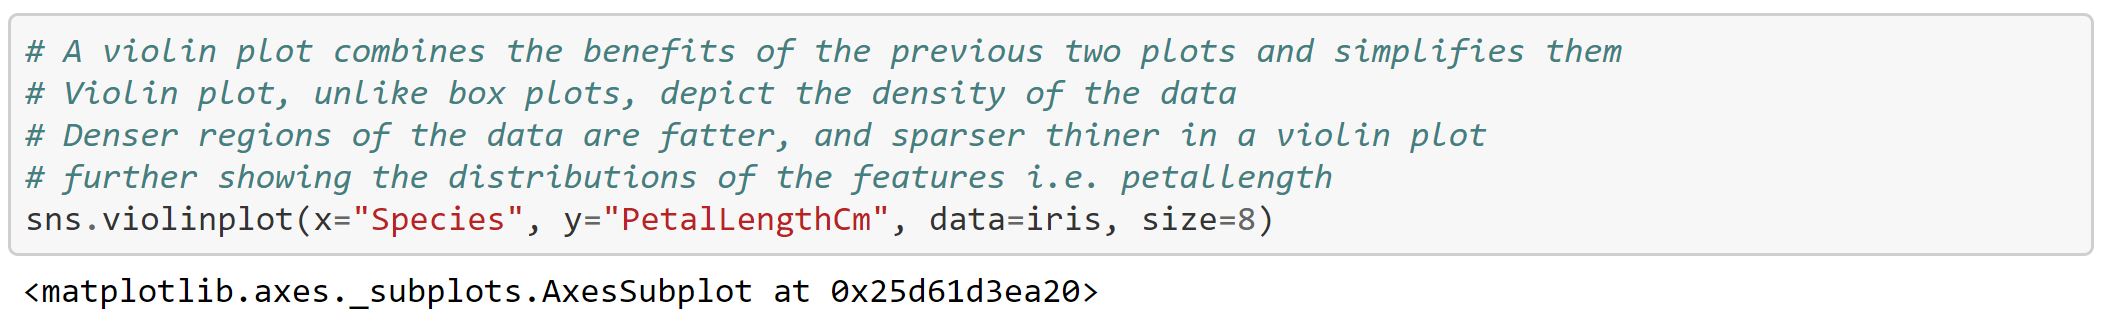 # A violin plot combines the benefits of the previous two plots and simplifies them
# Violin plot, unlike box plots, depict the density of the data
# Denser regions of the data are fatter, and sparser thiner in a violin plot
# further showing the distributions of the features i.e. petallength
sns.violinplot(x="Species", y="PetalLengthCm", data=iris, size=8)
<matplotlib.axes._subplots.AxesSubplot at 0x25d61d3ea20>